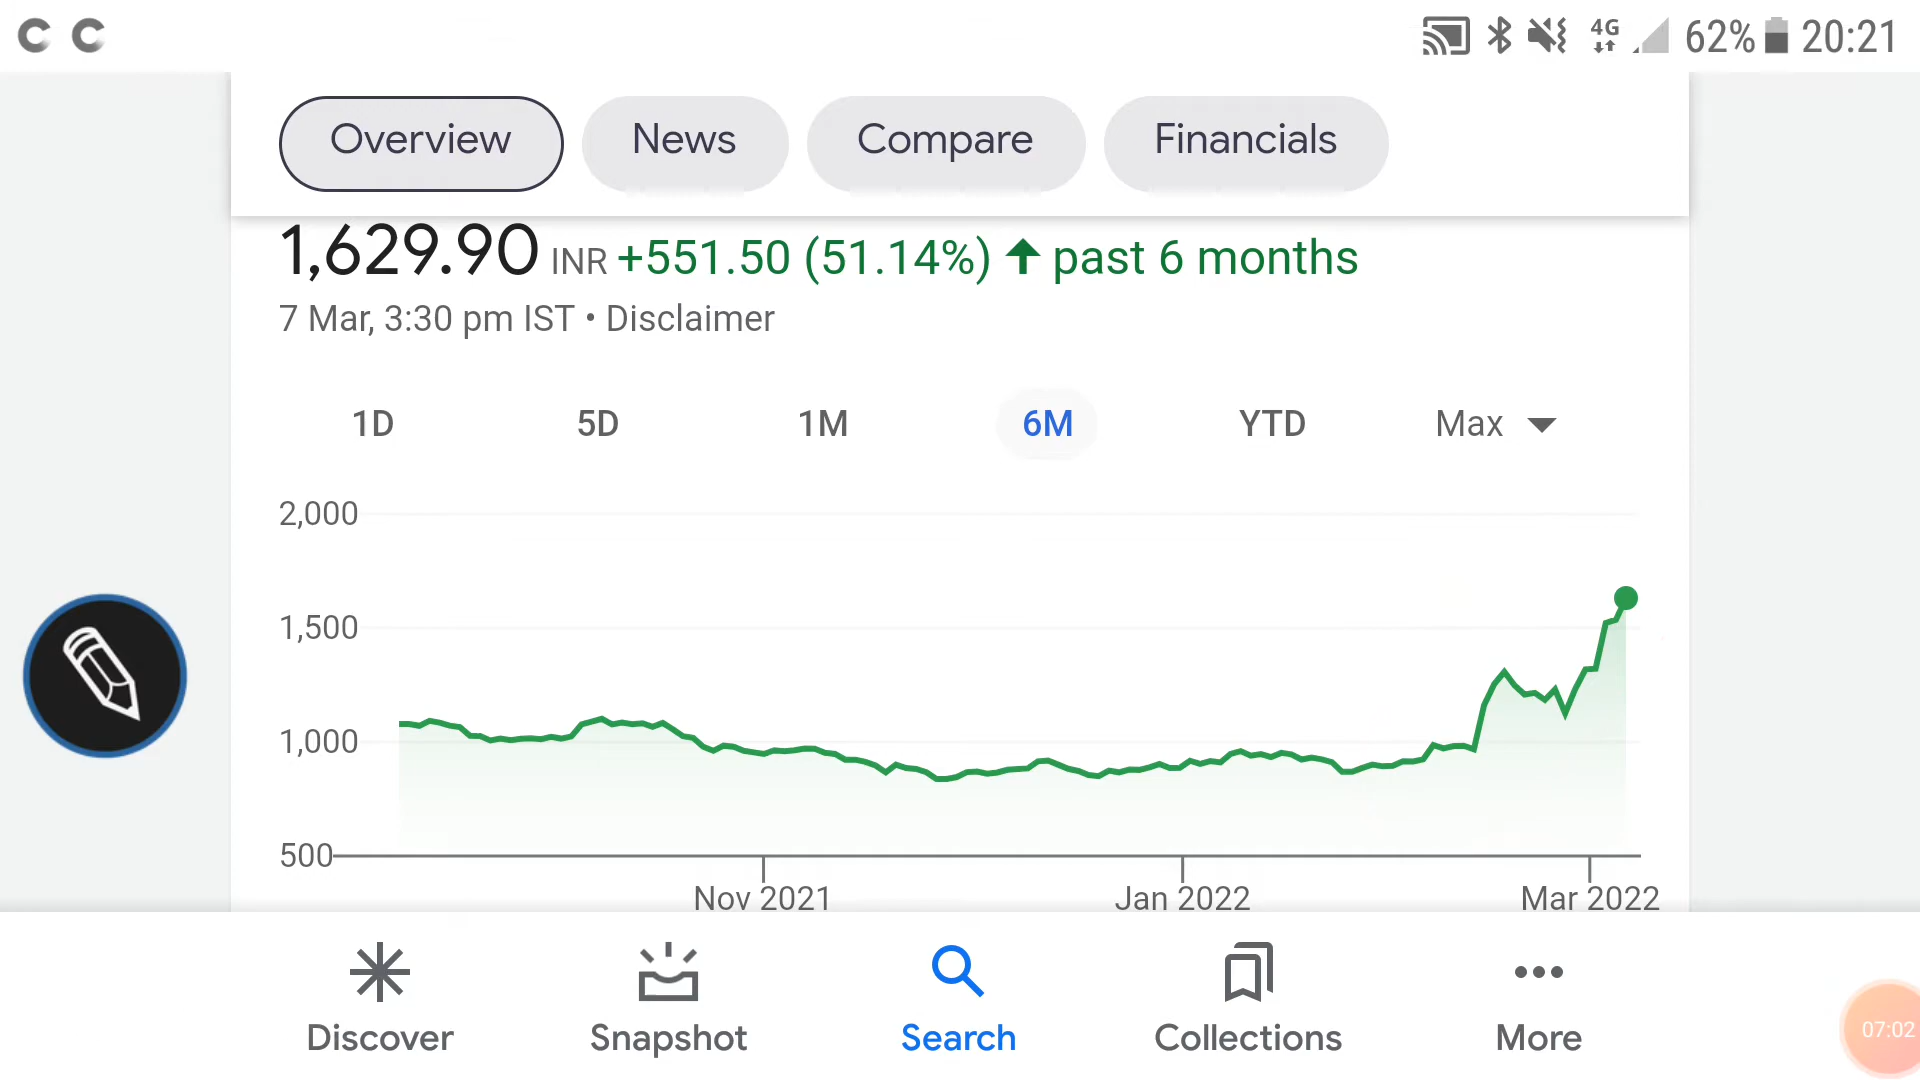 4G 62% 20:21
Overview News Compare Financials
1,629.90 INR +551.50 (51.14%) past 6 months
7 Mar, 3:30 pm IST • Disclaimer
1D 5D 1M 6M YTD Max
2,000
1,500
1,000
500
Nov 2021 Jan 2022 Mar 2022
Discover Snapshot Search Collections More
07:02